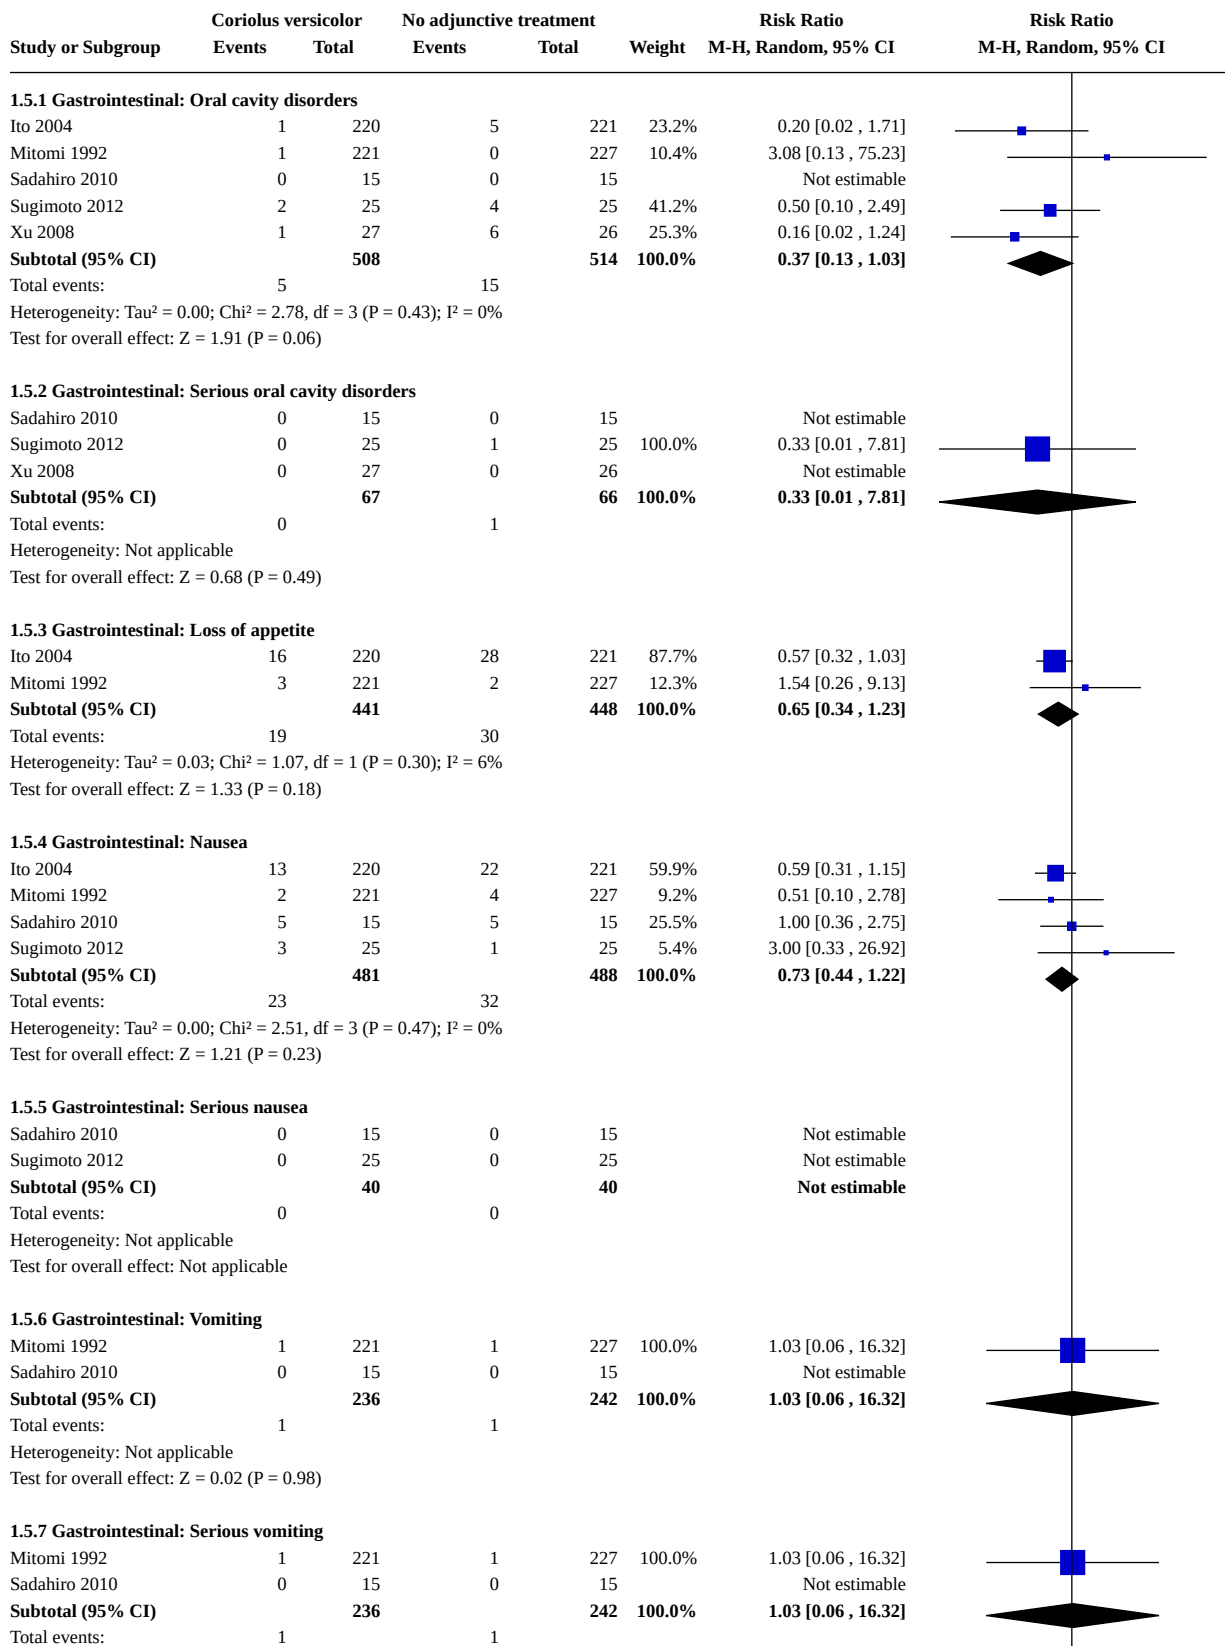 Coriolus versicolor No adjunctive treatment Risk Ratio Risk Ratio
Study or Subgroup Events Total Events Total Weight M-H, Random, 95% CI M-H, Random, 95% CI
1.5.1 Gastrointestinal: Oral cavity disorders
Ito 2004 1 220 5 221 23.2% 0.20 [0.02 , 1.71]
Mitomi 1992 1 221 0 227 10.4% 3.08 [0.13 , 75.23]
Sadahiro 2010 0 15 0 15 Not estimable
Sugimoto 2012 2 25 4 25 41.2% 0.50 [0.10 , 2.49]
Xu 2008 1 27 6 26 25.3% 0.16 [0.02 , 1.24]
Subtotal (95% CI) 508 514 100.0% 0.37 [0.13 , 1.03]
Total events: 5 15
Heterogeneity: Tau² = 0.00; Chi² = 2.78, df = 3 (P = 0.43); I² = 0%
Test for overall effect: Z = 1.91 (P = 0.06)
1.5.2 Gastrointestinal: Serious oral cavity disorders
Sadahiro 2010 0 15 0 15 Not estimable
Sugimoto 2012 0 25 1 25 100.0% 0.33 [0.01 , 7.81]
Xu 2008 0 27 0 26 Not estimable
Subtotal (95% CI) 67 66 100.0% 0.33 [0.01 , 7.81]
Total events: 0 1
Heterogeneity: Not applicable
Test for overall effect: Z = 0.68 (P = 0.49)
1.5.3 Gastrointestinal: Loss of appetite
Ito 2004 16 220 28 221 87.7% 0.57 [0.32 , 1.03]
Mitomi 1992 3 221 2 227 12.3% 1.54 [0.26 , 9.13]
Subtotal (95% CI) 441 448 100.0% 0.65 [0.34 , 1.23]
Total events: 19 30
Heterogeneity: Tau² = 0.03; Chi² = 1.07, df = 1 (P = 0.30); I² = 6%
Test for overall effect: Z = 1.33 (P = 0.18)
1.5.4 Gastrointestinal: Nausea
Ito 2004 13 220 22 221 59.9% 0.59 [0.31 , 1.15]
Mitomi 1992 2 221 4 227 9.2% 0.51 [0.10 , 2.78]
Sadahiro 2010 5 15 5 15 25.5% 1.00 [0.36 , 2.75]
Sugimoto 2012 3 25 1 25 5.4% 3.00 [0.33 , 26.92]
Subtotal (95% CI) 481 488 100.0% 0.73 [0.44 , 1.22]
Total events: 23 32
Heterogeneity: Tau² = 0.00; Chi² = 2.51, df = 3 (P = 0.47); I² = 0%
Test for overall effect: Z = 1.21 (P = 0.23)
1.5.5 Gastrointestinal: Serious nausea
Sadahiro 2010 0 15 0 15 Not estimable
Sugimoto 2012 0 25 0 25 Not estimable
Subtotal (95% CI) 40 40 Not estimable
Total events: 0 0
Heterogeneity: Not applicable
Test for overall effect: Not applicable
1.5.6 Gastrointestinal: Vomiting
Mitomi 1992 1 221 1 227 100.0% 1.03 [0.06 , 16.32]
Sadahiro 2010 0 15 0 15 Not estimable
Subtotal (95% CI) 236 242 100.0% 1.03 [0.06 , 16.32]
Total events: 1 1
Heterogeneity: Not applicable
Test for overall effect: Z = 0.02 (P = 0.98)
1.5.7 Gastrointestinal: Serious vomiting
Mitomi 1992 1 221 1 227 100.0% 1.03 [0.06 , 16.32]
Sadahiro 2010 0 15 0 15 Not estimable
Subtotal (95% CI) 236 242 100.0% 1.03 [0.06 , 16.32]
Total events: 1 1